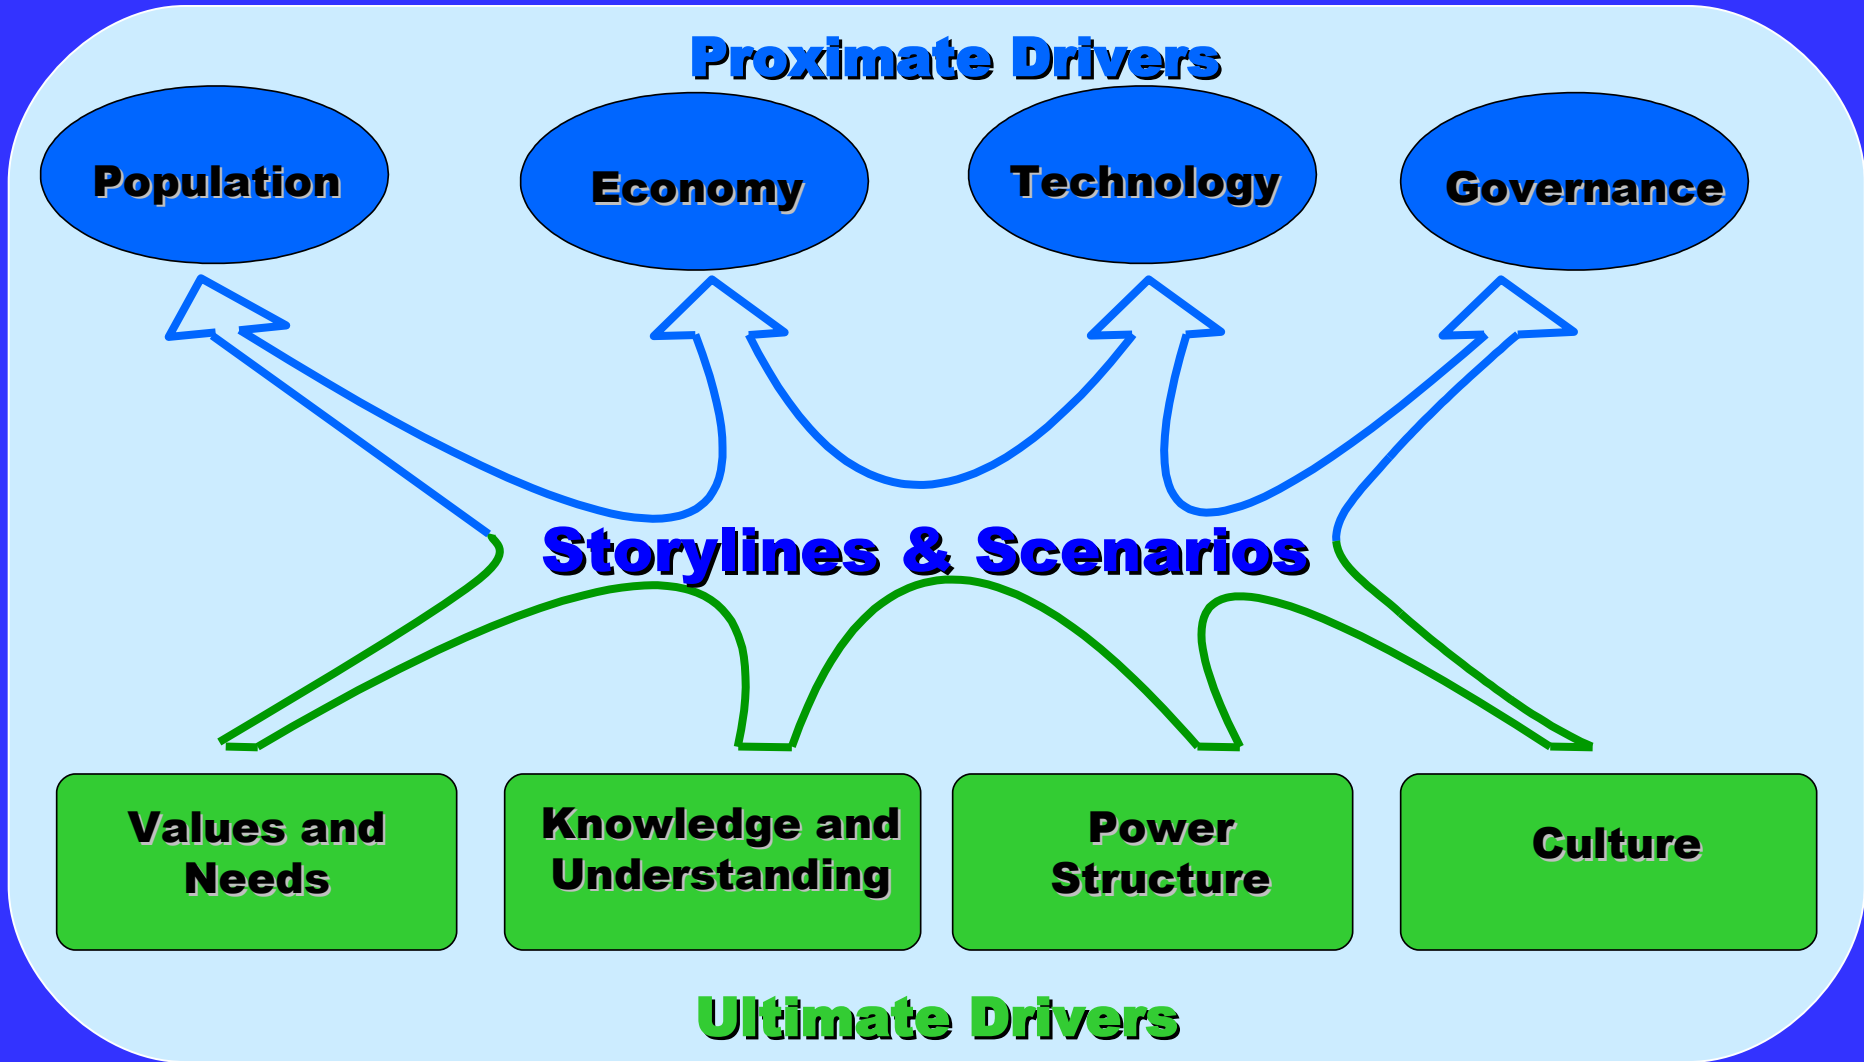 Proximate Drivers
Population
Economy
Technology
Governance
Storylines & Scenarios
Values and
Needs
Knowledge and
Understanding
Power
Structure
Culture
Ultimate Drivers